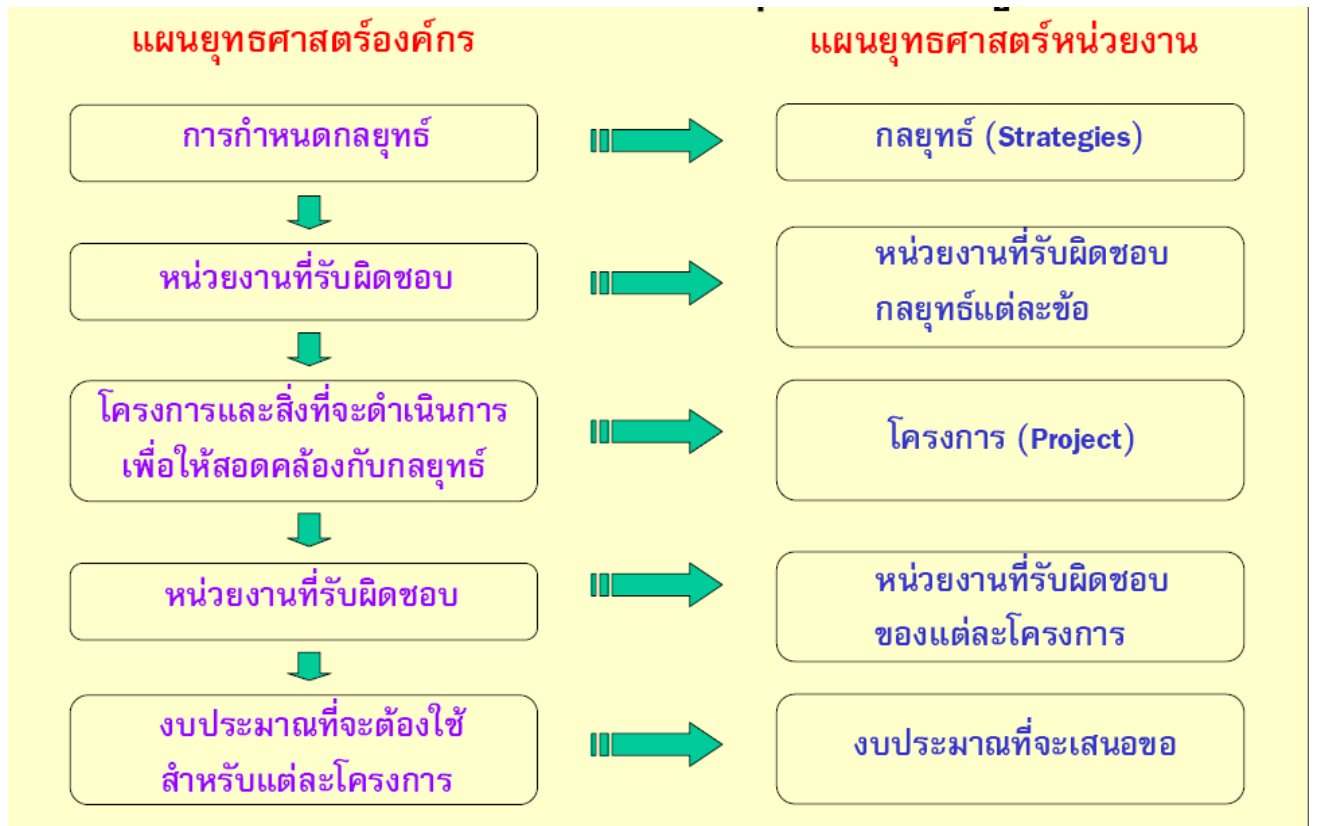 แผนยุทธศาสตร์องค์กร
แผนยุทธศาสตร์หน่วยงาน
การกำหนดกลยุทธ์
กลยุทธ์ (Strategies)
หน่วยงานที่รับผิดชอบ
หน่วยงานที่รับผิดชอบ
กลยุทธ์แต่ละข้อ
โครงการและสิ่งที่จะดำเนินการ
เพื่อให้สอดคล้องกับกลยุทธ์
โครงการ (Project)
หน่วยงานที่รับผิดชอบ
หน่วยงานที่รับผิดชอบ
ของแต่ละโครงการ
งบประมาณที่จะต้องใช้
สำหรับแต่ละโครงการ
งบประมาณที่จะเสนอขอ